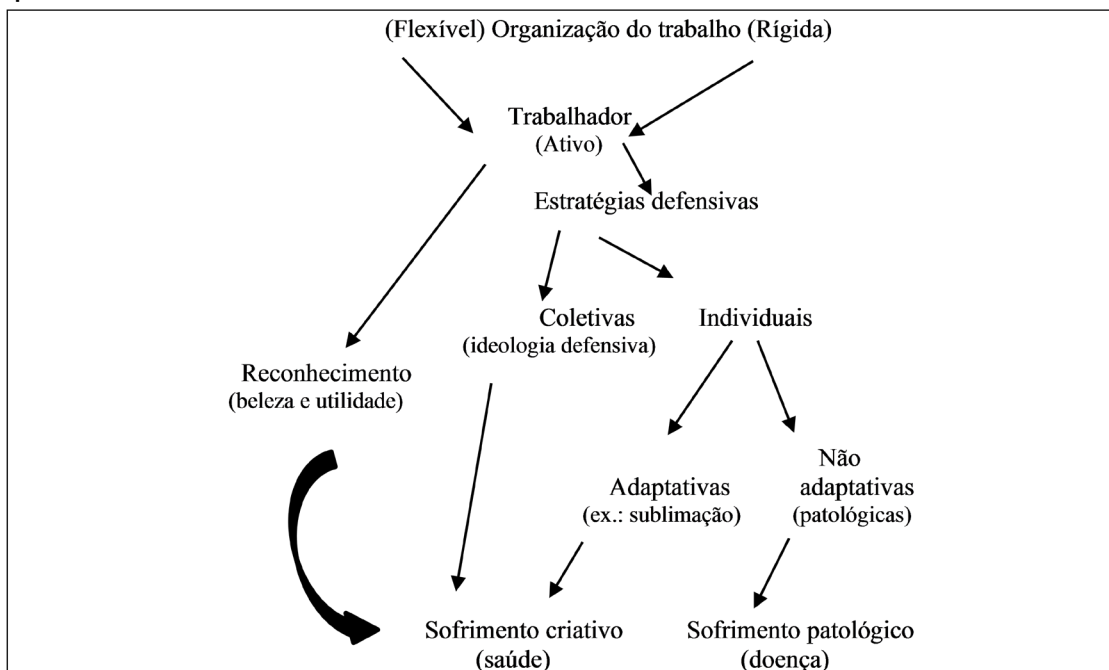 (Flexível) Organização do trabalho (Rígida)
Trabalhador
(Ativo)
Estratégias defensivas
Coletivas
(ideologia defensiva)
Individuais
Reconhecimento
(beleza e utilidade)
Adaptativas
(ex.: sublimação)
Não
adaptativas
(patológicas)
Sofrimento criativo
(saúde)
Sofrimento patológico
(doença)